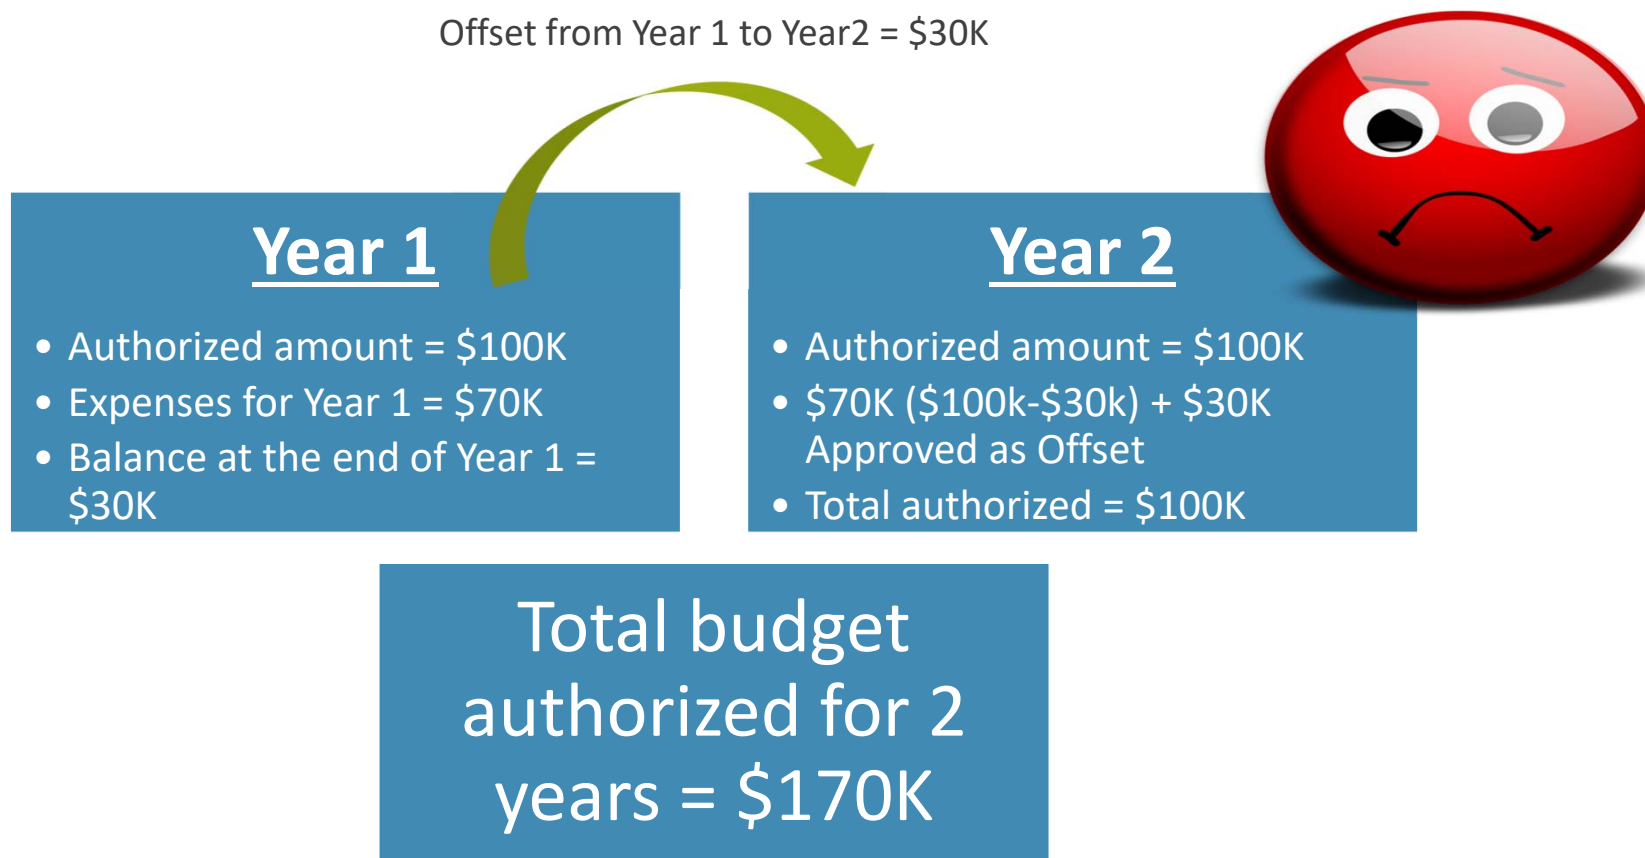 Offset from Year 1 to Year2 = $30K
Year 1
• Authorized amount = $100K
• Expenses for Year 1 = $70K
• Balance at the end of Year 1 =
$30K
Year 2
• Authorized amount = $100K
• $70K ($100k-$30k) + $30K
Approved as Offset
• Total authorized = $100K
Total budget
authorized for 2
years = $170K